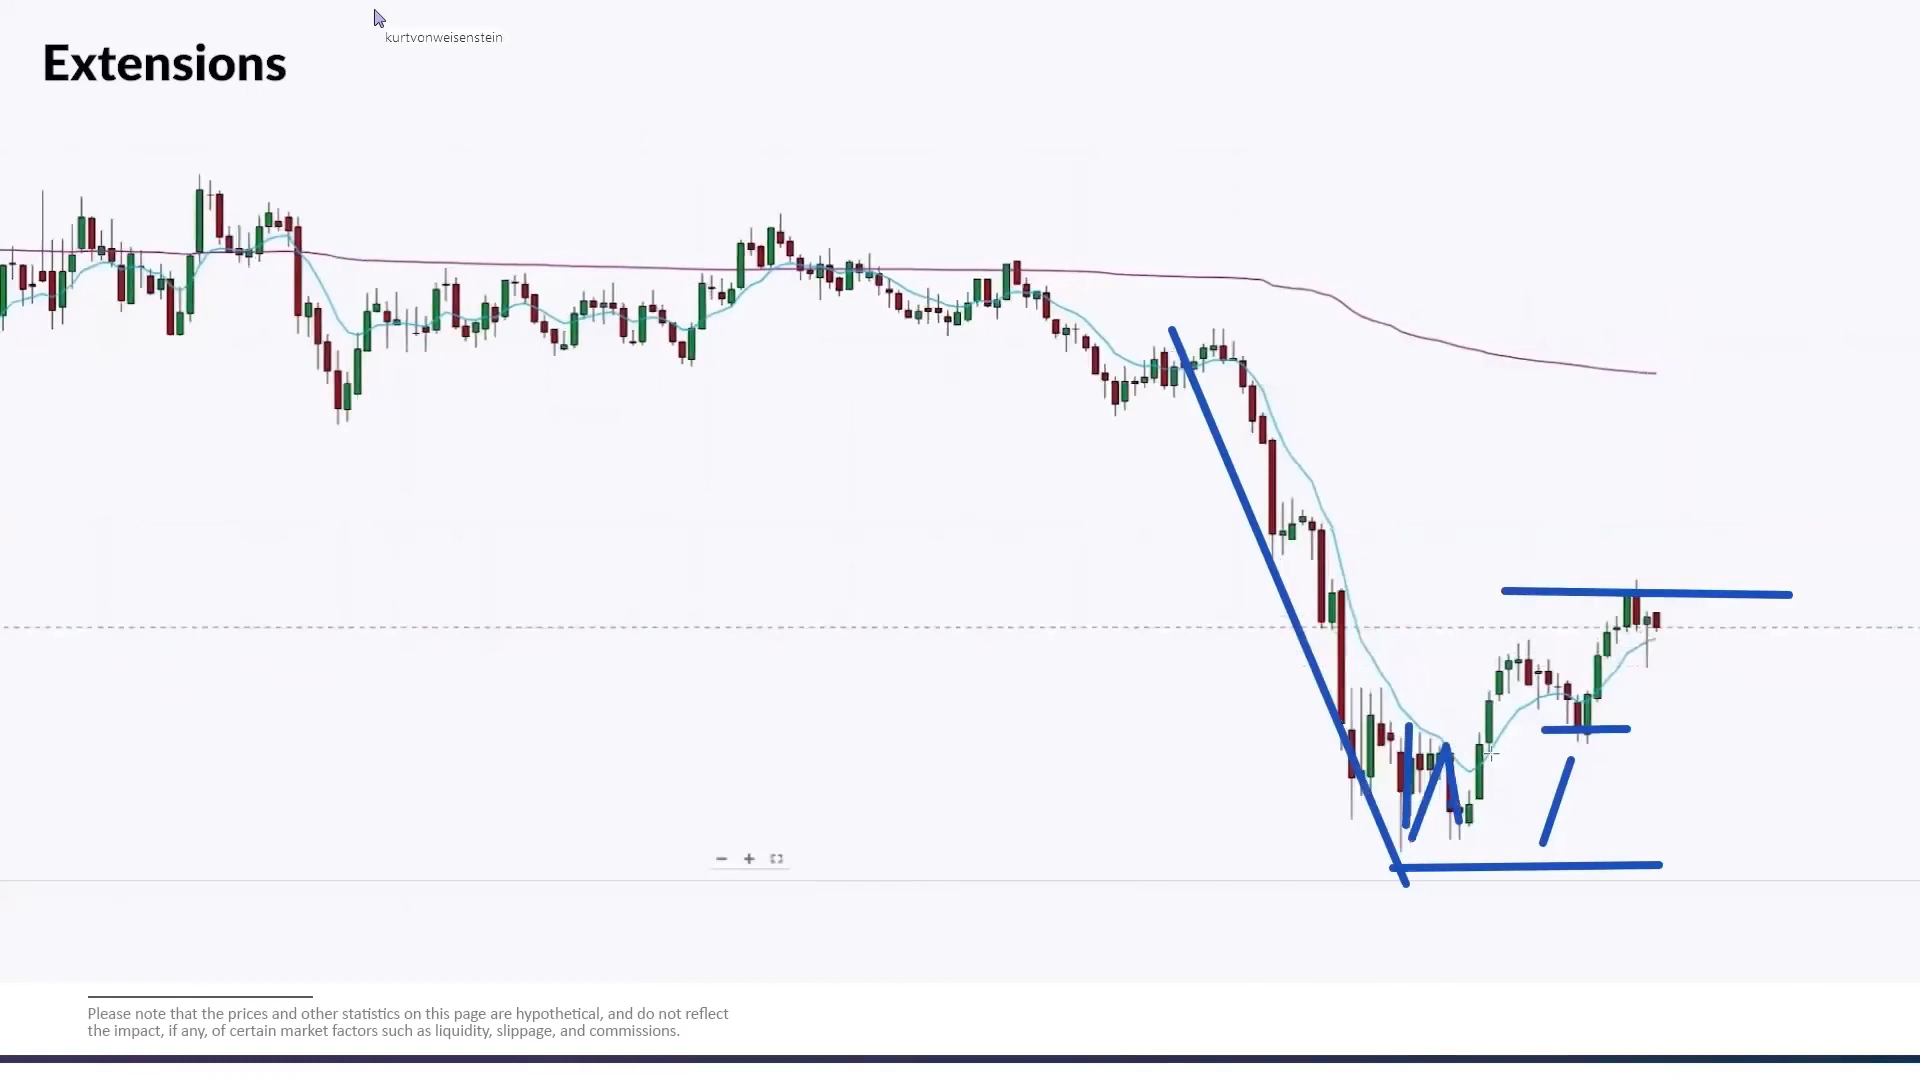 kurtvonweisenstein
Extensions
Please note that the prices and other statistics on this page are hypothetical, and do not reflect
the impact, if any, of certain market factors such as liquidity, slippage, and commissions.